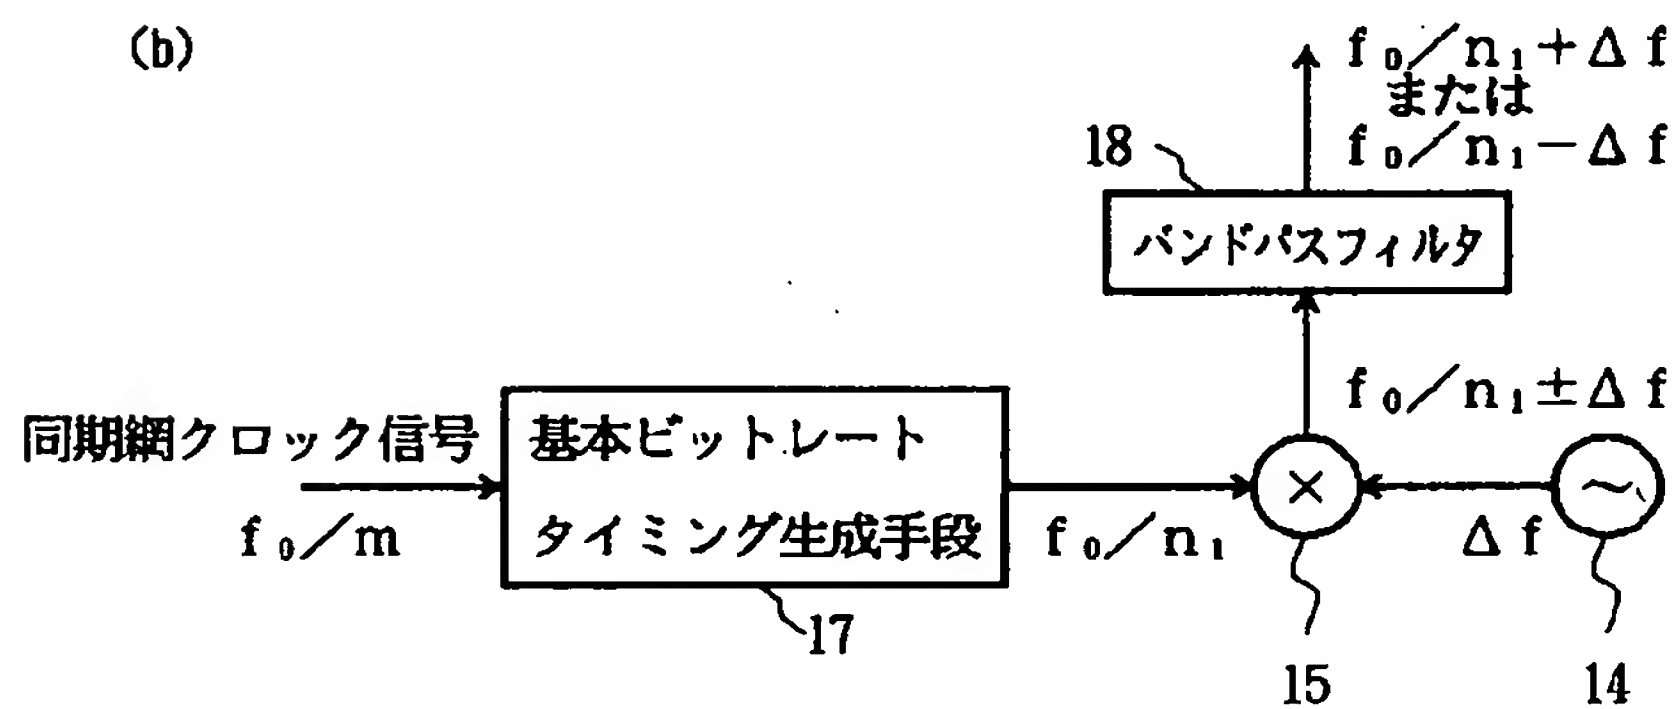 (b)
f₀／n₁＋Δf
または
f₀／n₁－Δf
18
バンドパスフィルタ
f₀／n₁±Δf
同期網クロック信号
基本ビットレート
タイミング生成手段
f₀／m
f₀／n₁
×
～
Δf
17
15
14